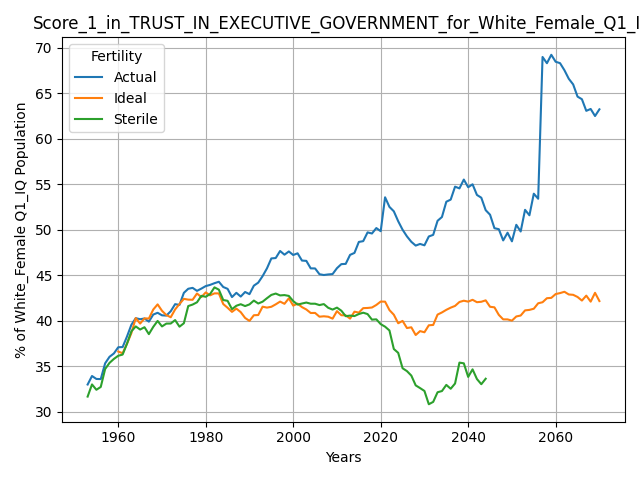 Score_1_in_TRUST_IN_EXECUTIVE_GOVERNMENT_for_White_Female_Q1_I
Fertility
Actual
Ideal
Sterile
% of White_Female Q1_IQ Population
70
65
60
55
50
45
40
35
30
1960
1980
2000
2020
2040
2060
Years